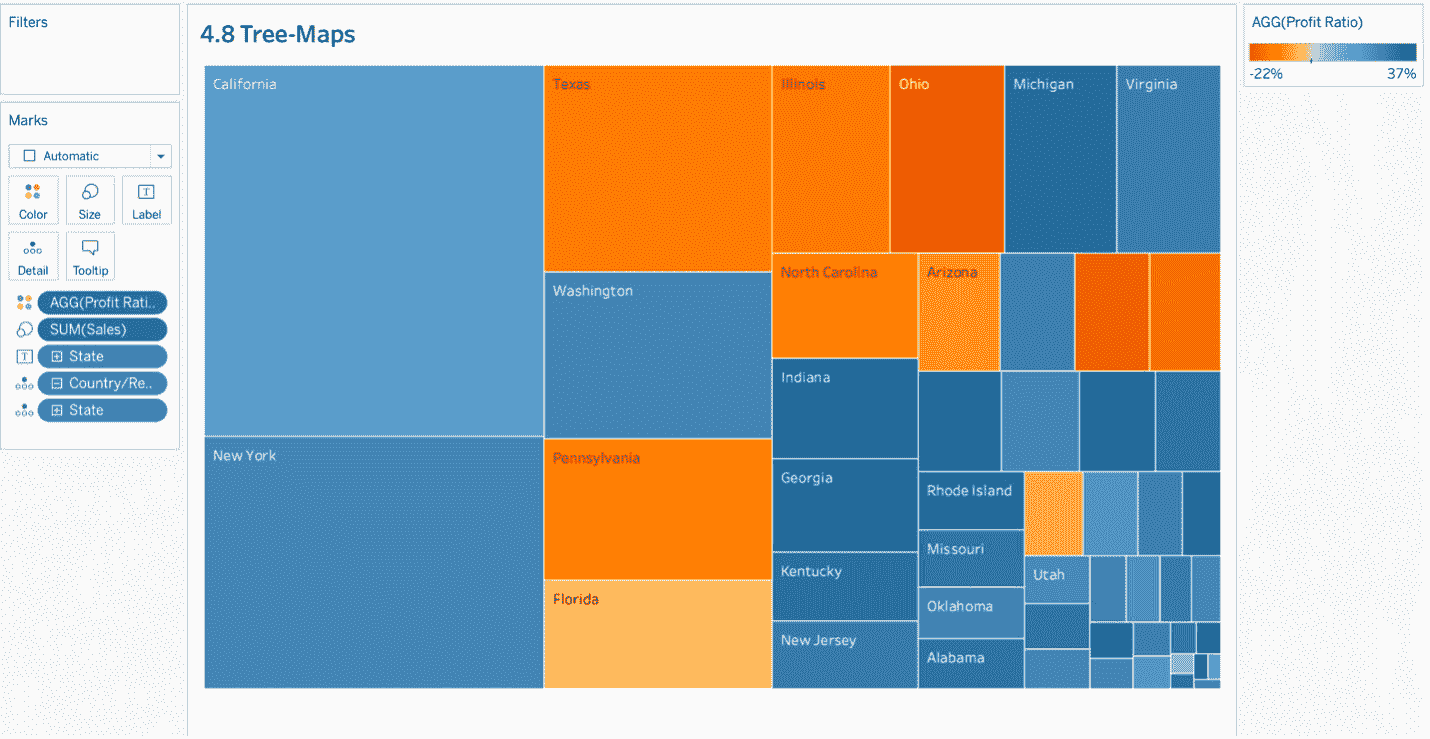 Filters
4.8 Tree-Maps
AGG(Profit Ratio)
-22% 37%
Marks
Automatic
Color Size Label
Detail Tooltip
AGG(Profit Rati..
SUM(Sales)
State
Country/Re..
State
California
New York
Texas
Washington
Pennsylvania
Florida
Illinois
Ohio
Michigan
Virginia
North Carolina
Arizona
Indiana
Georgia
Kentucky
New Jersey
Rhode Island
Missouri
Oklahoma
Alabama
Utah